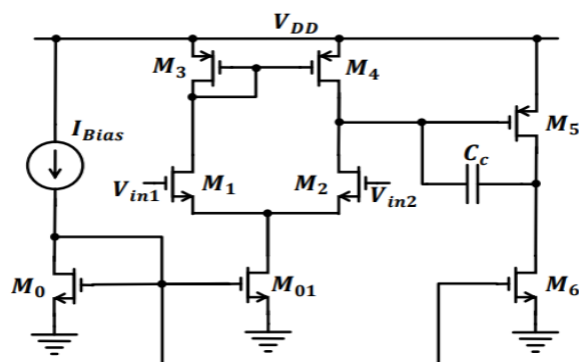 V_DD
M_3
M_4
M_5
I_Bias
C_c
V_in1
M_1
M_2
V_in2
M_0
M_01
M_6